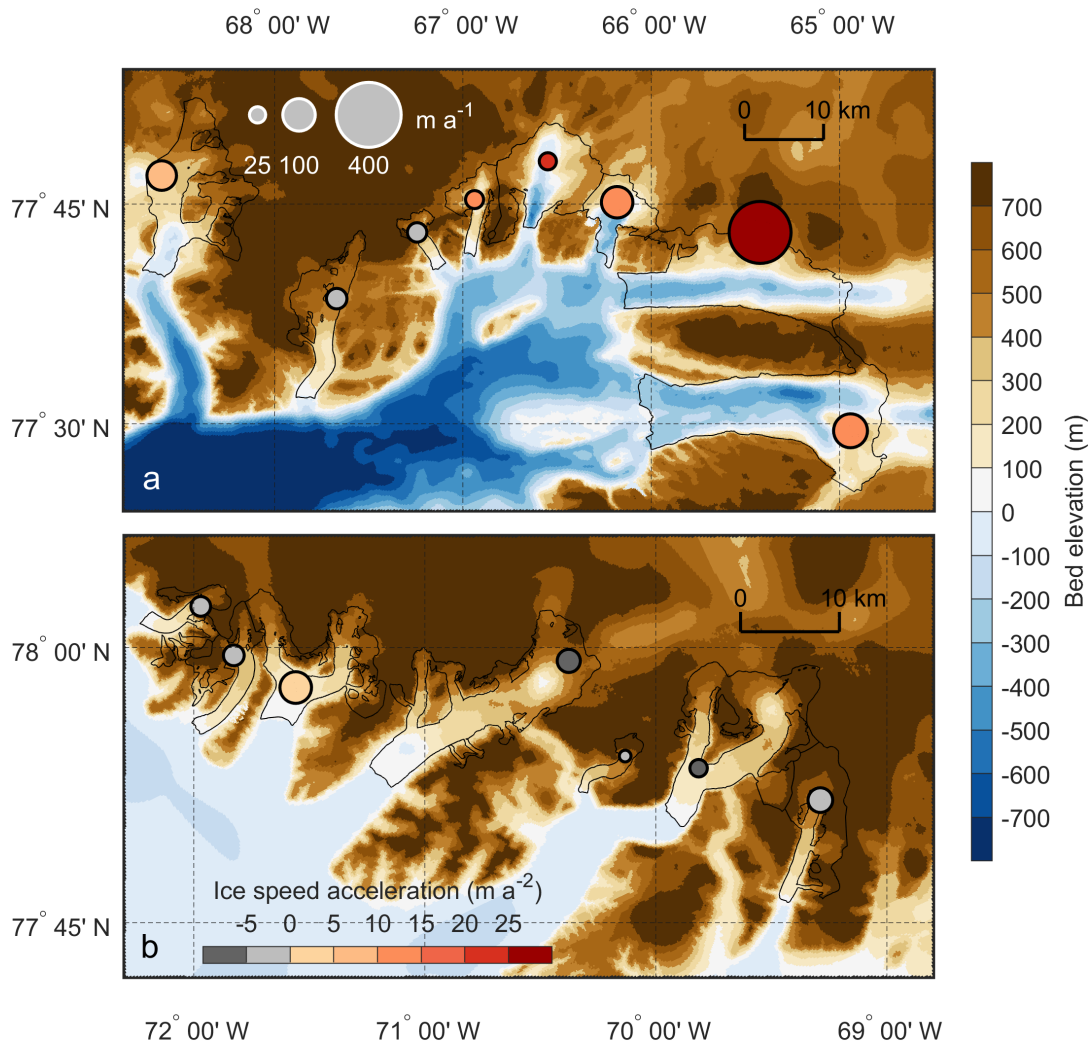 68° 00' W 67° 00' W 66° 00' W 65° 00' W
0 10 km
m a⁻¹
25 100 400
77° 45' N
77° 30' N
a
700
600
500
400
300
200
100
0
-100
-200
-300
-400
-500
-600
-700
Bed elevation (m)
0 10 km
78° 00' N
77° 45' N
Ice speed acceleration (m a⁻²)
-5 0 5 10 15 20 25
b
72° 00' W 71° 00' W 70° 00' W 69° 00' W